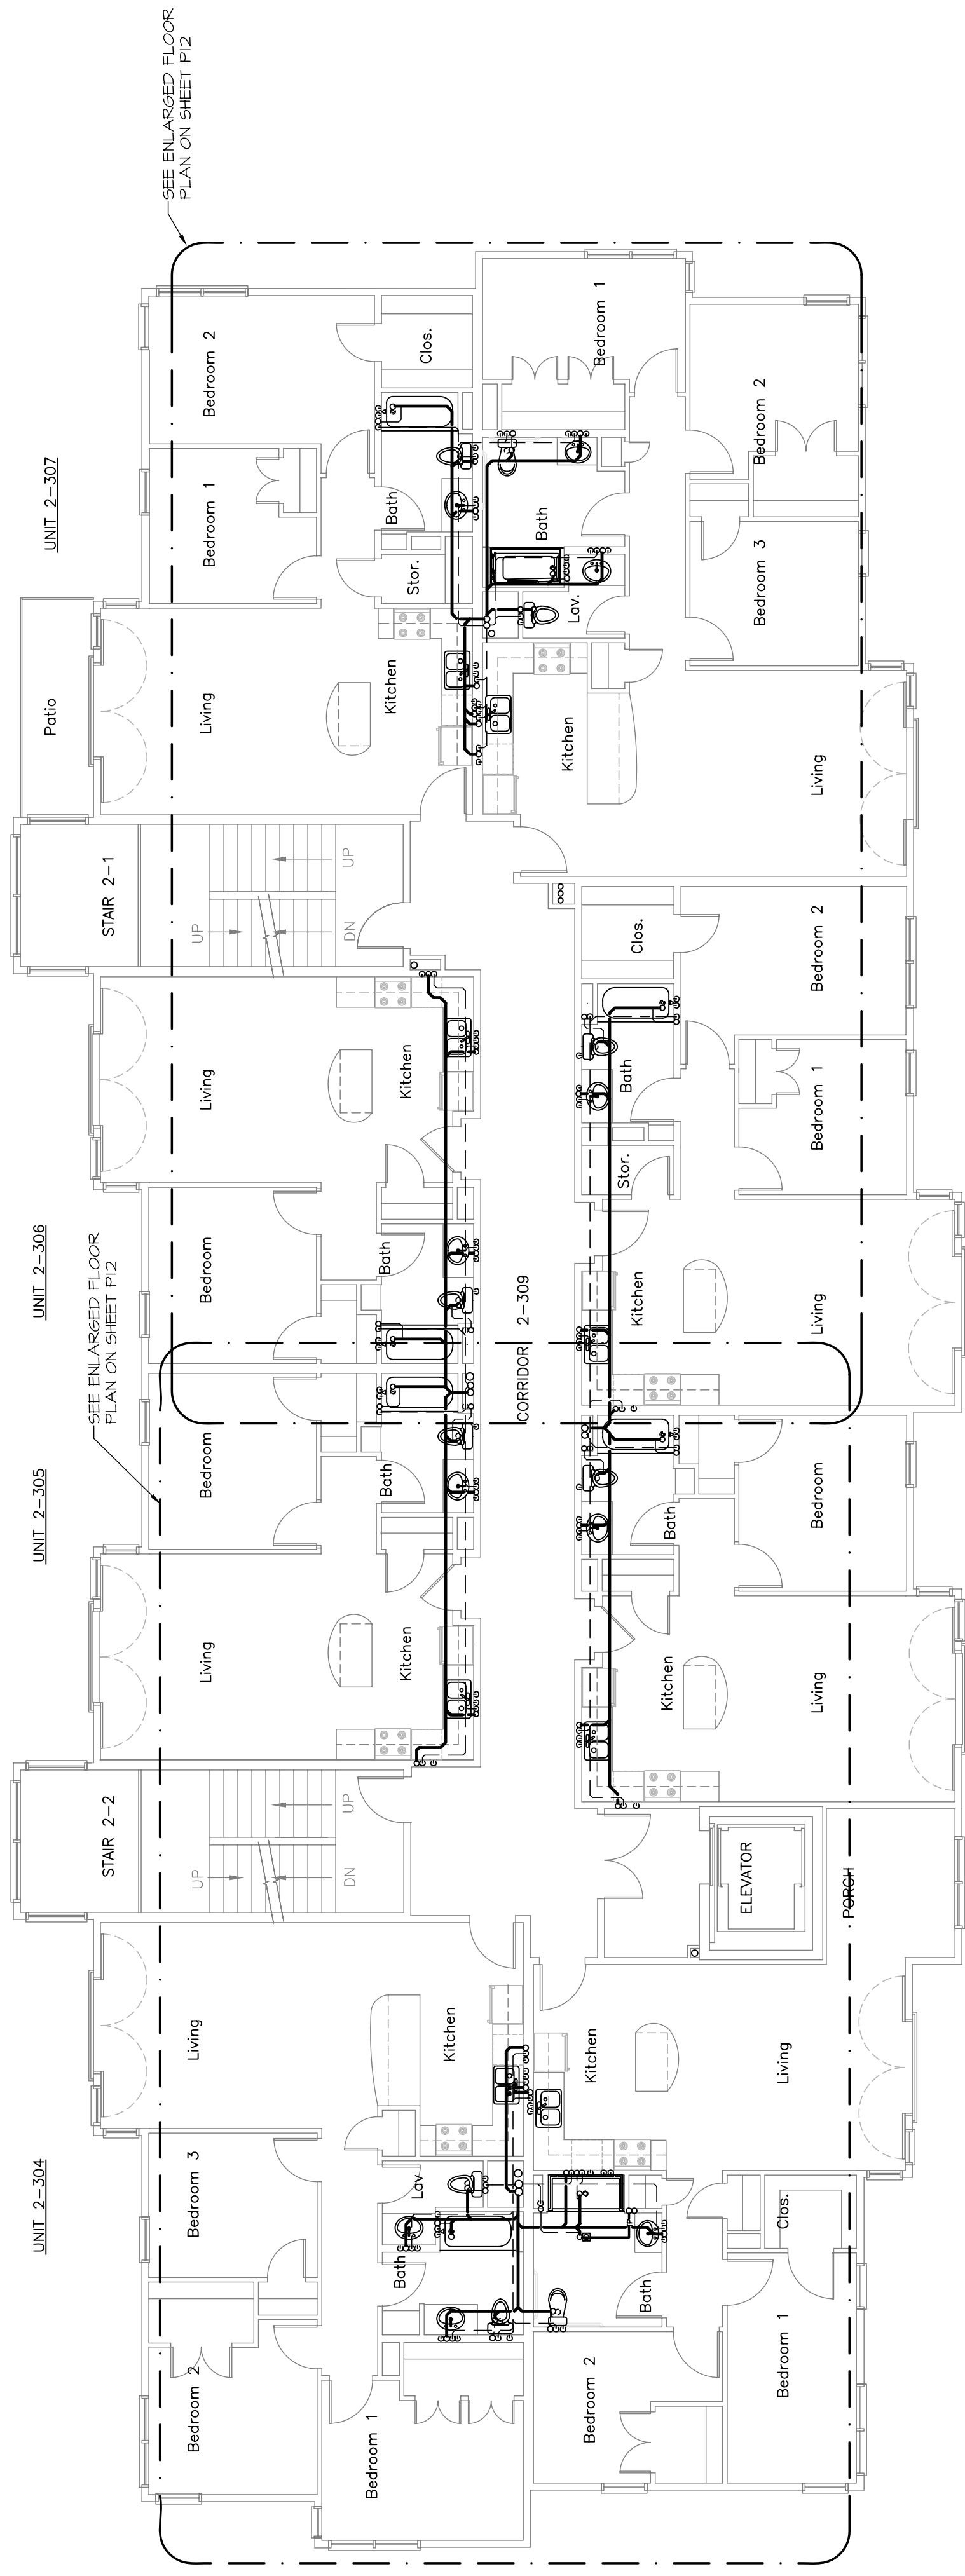 SEE ENLARGED FLOOR
PLAN ON SHEET P12
UNIT 2-304
UNIT 2-305
UNIT 2-306
UNIT 2-307
SEE ENLARGED FLOOR
PLAN ON SHEET P12
STAIR 2-2
STAIR 2-1
Patio
UP
DN
UP
UP
DN
UP
Bedroom 2
Bedroom 3
Living
Living
Bedroom
Bedroom
Living
Living
Bedroom 1
Bedroom 2
Bedroom 1
Bath
Lav
Kitchen
Kitchen
Bath
Bath
Kitchen
Kitchen
Stor.
Bath
Clos.
CORRIDOR 2-309
Bedroom 2
Bath
Kitchen
Kitchen
Bath
Kitchen
Stor.
Bath
Clos.
Kitchen
Lav.
Bath
Bedroom 1
Bedroom 1
Clos.
Living
ELEVATOR
PORCH
Living
Bedroom
Living
Bedroom 1
Bedroom 2
Living
Bedroom 3
Bedroom 2